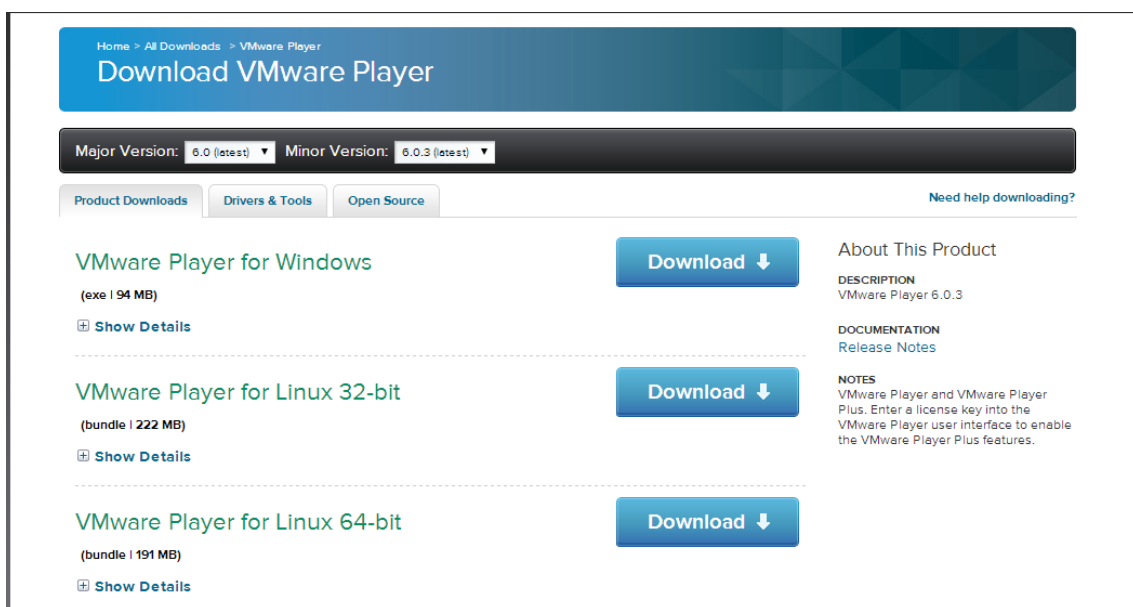 Home > All Downloads > VMware Player
Download VMware Player
Major Version: 6.0 (latest) Minor Version: 6.0.3 (latest)
Product Downloads Drivers & Tools Open Source Need help downloading?
VMware Player for Windows
(exe | 94 MB)
Show Details
Download
VMware Player for Linux 32-bit
(bundle | 222 MB)
Show Details
Download
VMware Player for Linux 64-bit
(bundle | 191 MB)
Show Details
Download
About This Product
DESCRIPTION
VMware Player 6.0.3
DOCUMENTATION
Release Notes
NOTES
VMware Player and VMware Player
Plus. Enter a license key into the
VMware Player user interface to enable
the VMware Player Plus features.